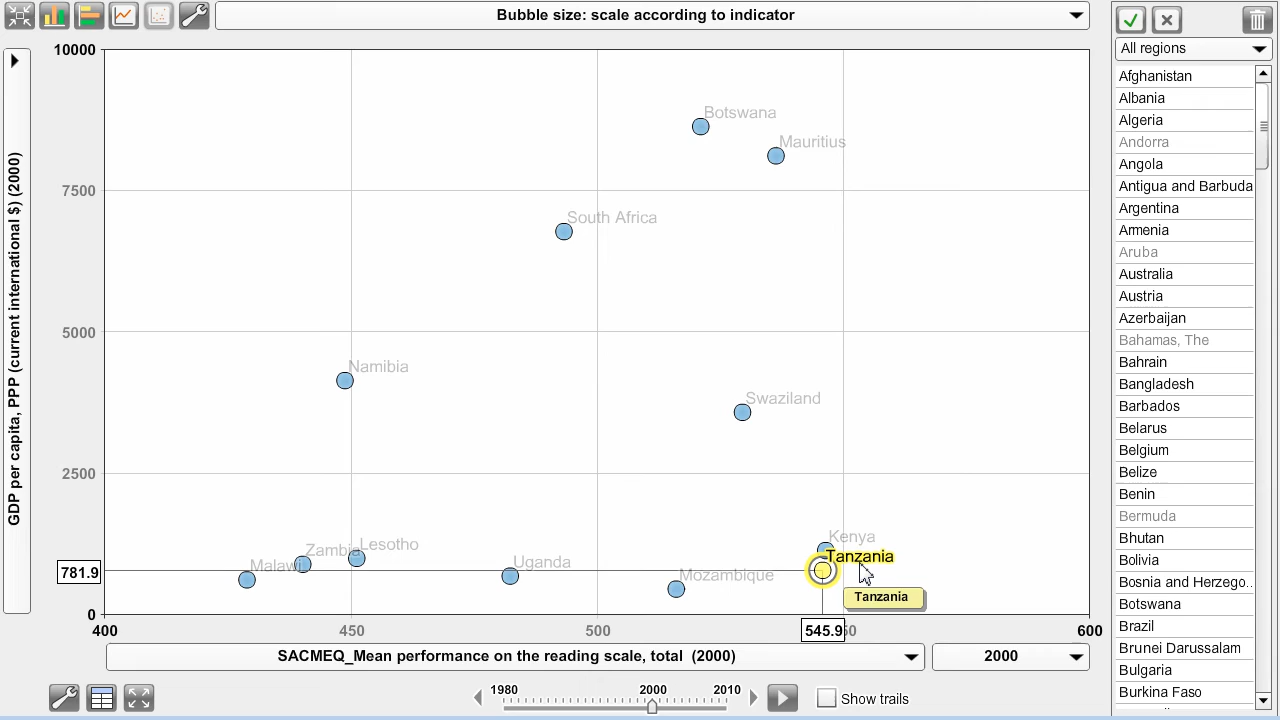 Bubble size: scale according to indicator
GDP per capita, PPP (current international $) (2000)
10000
7500
5000
2500
0
781.9
Botswana
Mauritius
South Africa
Namibia
Swaziland
Kenya
Tanzania
Tanzania
Zambia
Lesotho
Malawi
Uganda
Mozambique
400
450
500
545.9
600
SACMEQ_Mean performance on the reading scale, total (2000)
2000
1980
2000
2010
Show trails
All regions
Afghanistan
Albania
Algeria
Andorra
Angola
Antigua and Barbuda
Argentina
Armenia
Aruba
Australia
Austria
Azerbaijan
Bahamas, The
Bahrain
Bangladesh
Barbados
Belarus
Belgium
Belize
Benin
Bermuda
Bhutan
Bolivia
Bosnia and Herzego..
Botswana
Brazil
Brunei Darussalam
Bulgaria
Burkina Faso